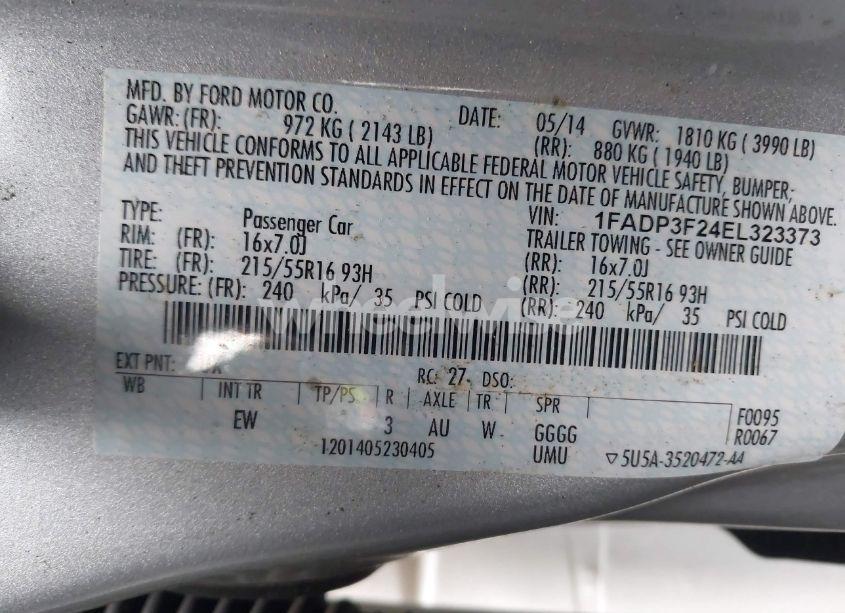 MFD. BY FORD MOTOR CO. DATE: 05/14 GVWR: 1810 KG ( 3990 LB)
GAWR: (FR): 972 KG ( 2143 LB) (RR): 880 KG ( 1940 LB)
THIS VEHICLE CONFORMS TO ALL APPLICABLE FEDERAL MOTOR VEHICLE SAFETY, BUMPER,
AND THEFT PREVENTION STANDARDS IN EFFECT ON THE DATE OF MANUFACTURE SHOWN ABOVE.
VIN: 1FADP3F24EL323373
TYPE: Passenger Car TRAILER TOWING - SEE OWNER GUIDE
RIM: (FR): 16x7.0J (RR): 16x7.0J
TIRE: (FR): 215/55R16 93H (RR): 215/55R16 93H
PRESSURE: (FR): 240 kPa/ 35 PSI COLD (RR): 240 kPa/ 35 PSI COLD
wheelwise
EXT PNT: RC: 27 DSO:
WB INT TR TP/PS R AXLE TR SPR F0095
EW 3 AU W GGGG R0067
1201405230405 UMU ▽5U5A-3520472-AA